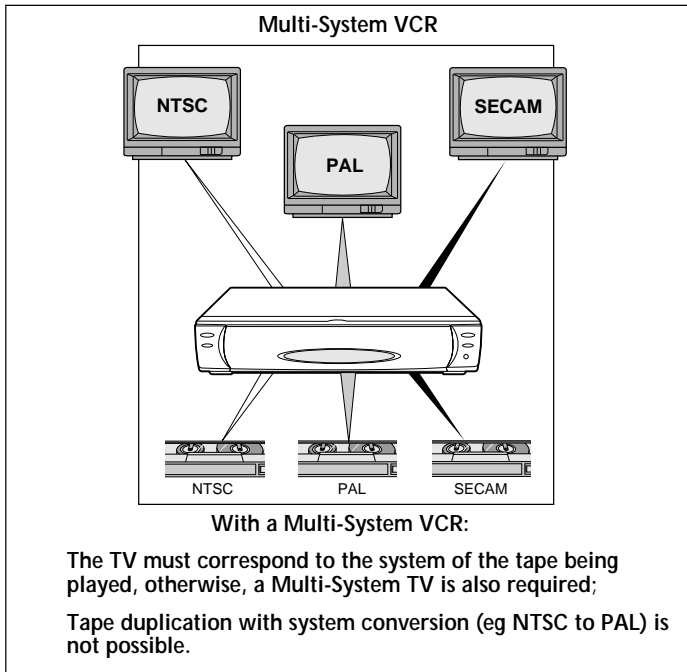 Multi-System VCR
NTSC
SECAM
PAL
NTSC
PAL
SECAM
With a Multi-System VCR:
The TV must correspond to the system of the tape being
played, otherwise, a Multi-System TV is also required;
Tape duplication with system conversion (eg NTSC to PAL) is
not possible.